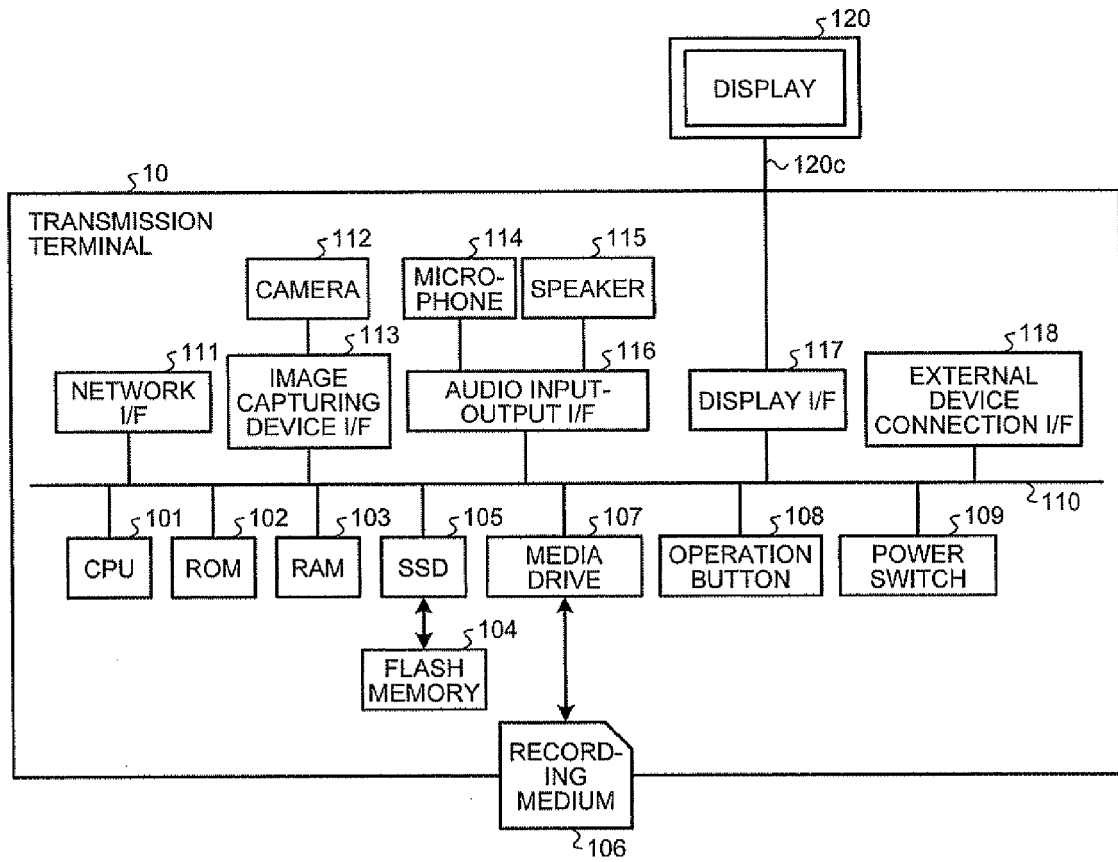 120
DISPLAY
120c
10
TRANSMISSION
TERMINAL
112
CAMERA
114
MICRO-
PHONE
115
SPEAKER
111
NETWORK
I/F
113
IMAGE
CAPTURING
DEVICE I/F
116
AUDIO INPUT-
OUTPUT I/F
117
DISPLAY I/F
118
EXTERNAL
DEVICE
CONNECTION I/F
110
101
CPU
102
ROM
103
RAM
105
SSD
107
MEDIA
DRIVE
108
OPERATION
BUTTON
109
POWER
SWITCH
104
FLASH
MEMORY
RECORD-
ING
MEDIUM
106